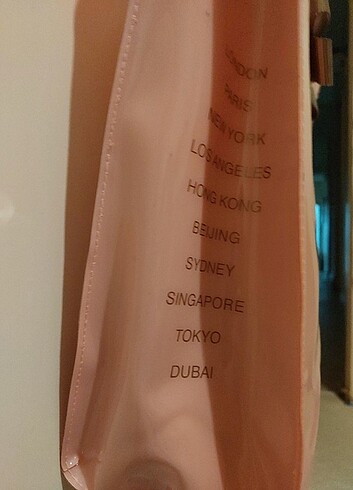 LONDON
PARIS
NEW YORK
LOS ANGELES
HONG KONG
BEIJING
SYDNEY
SINGAPORE
TOKYO
DUBAI